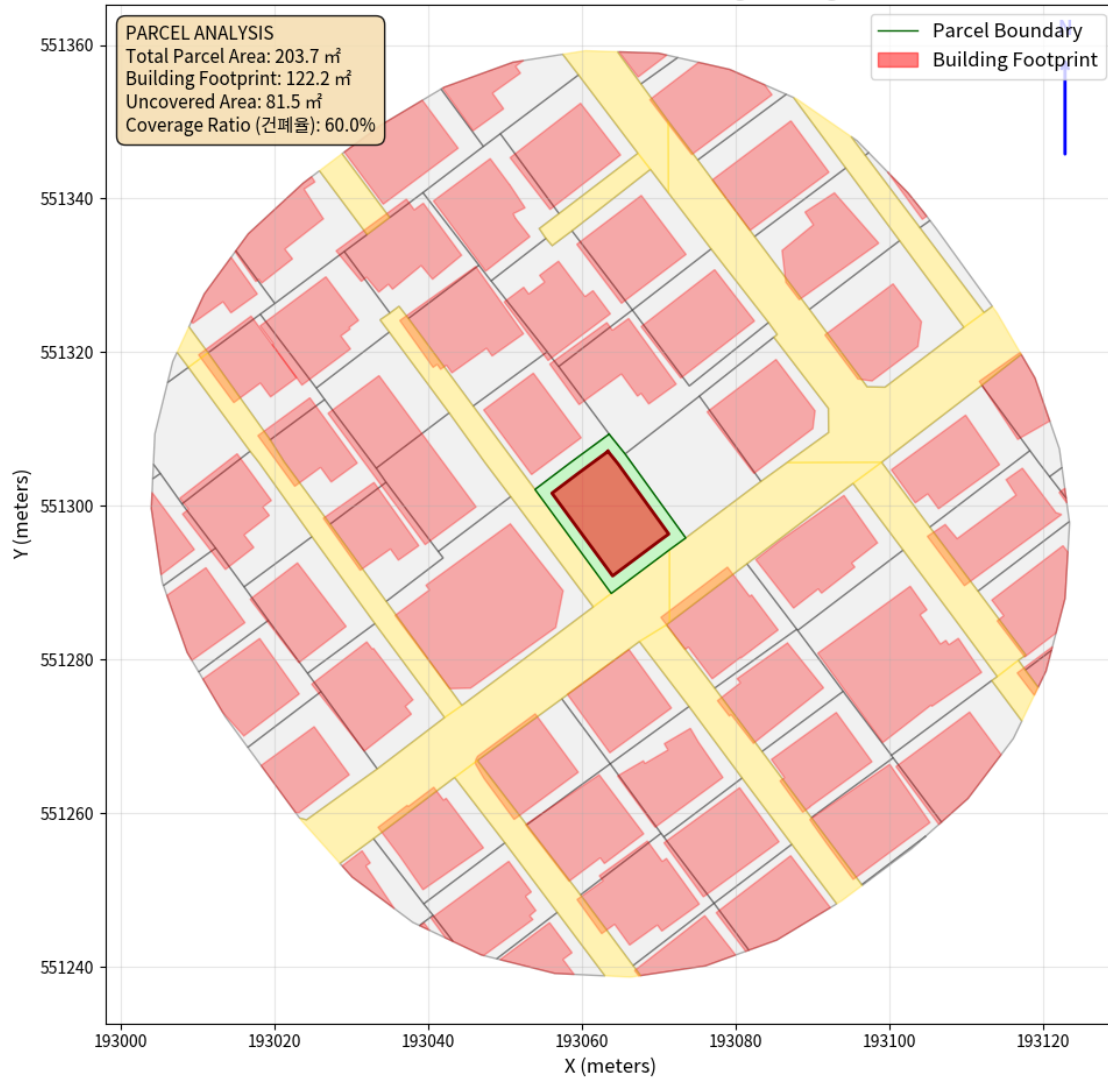 PARCEL ANALYSIS
Total Parcel Area: 203.7 ㎡
Building Footprint: 122.2 ㎡
Uncovered Area: 81.5 ㎡
Coverage Ratio (건폐율): 60.0%
Parcel Boundary
Building Footprint
N
551360
551340
551320
551300
551280
551260
551240
Y (meters)
193000
193020
193040
193060
193080
193100
193120
X (meters)